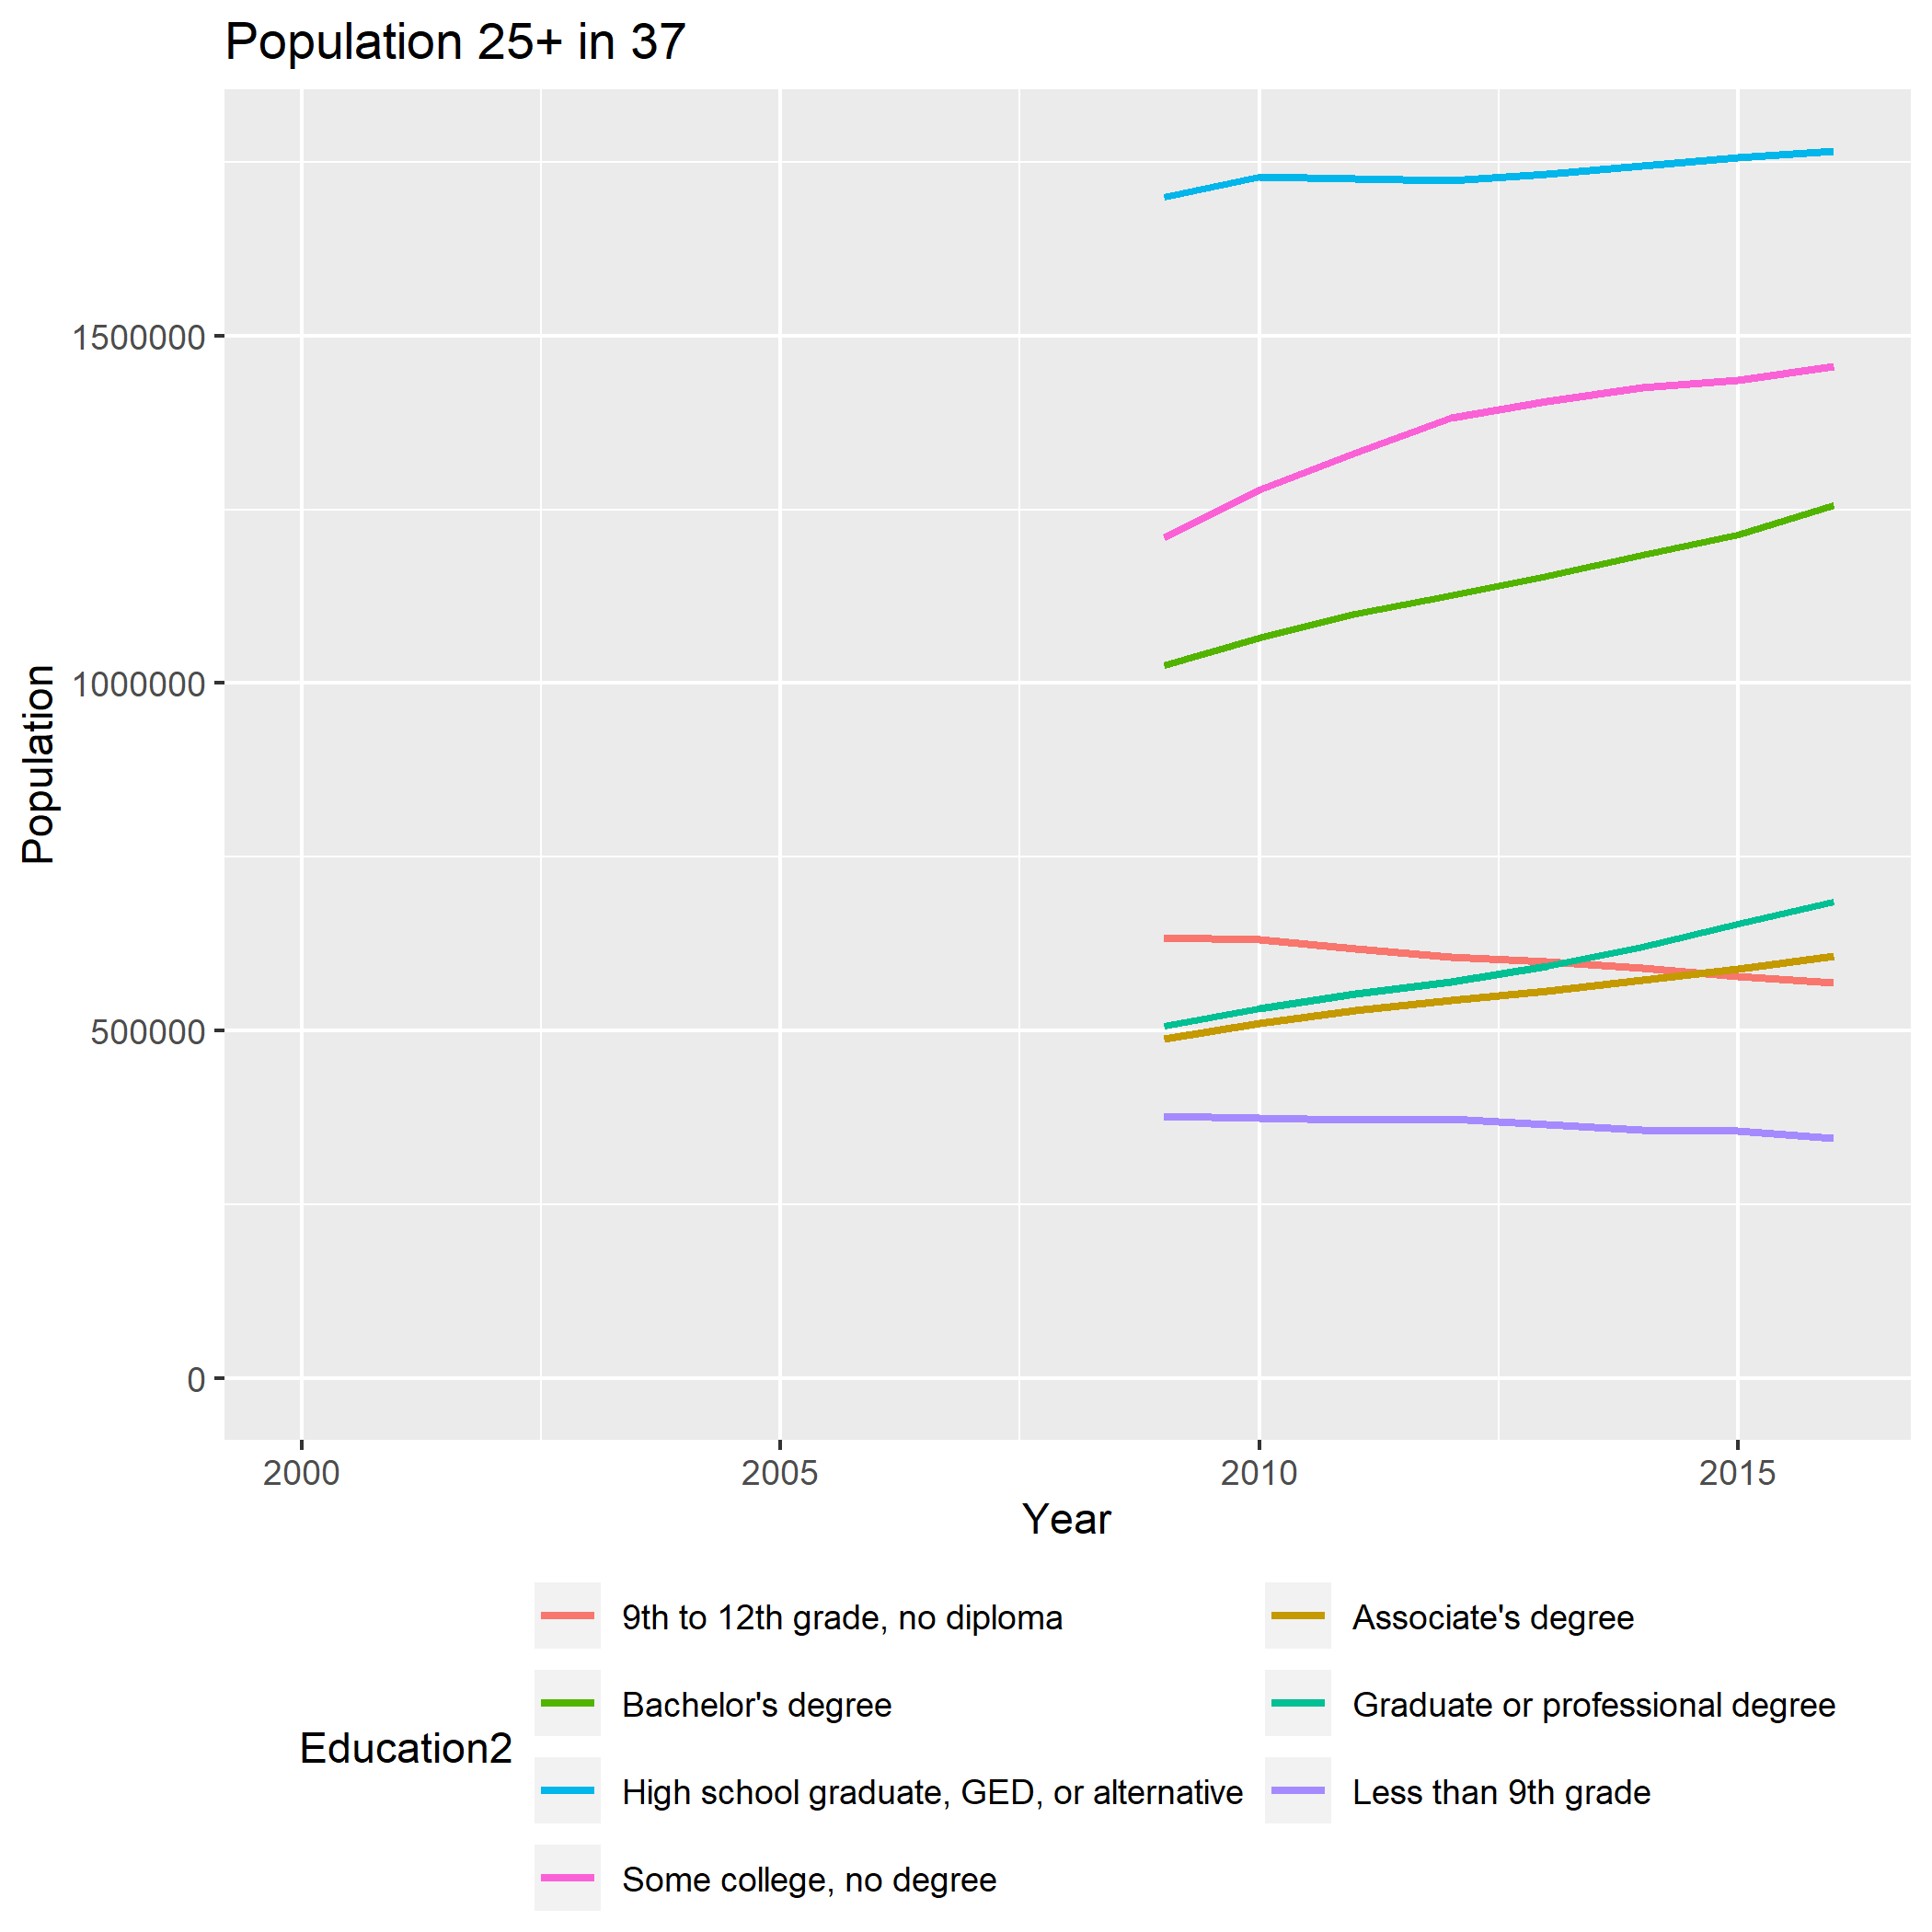 Population 25+ in 37
Population
1500000
1000000
500000
0
2000 2005 2010 2015
Year
Education2
9th to 12th grade, no diploma
Associate's degree
Bachelor's degree
Graduate or professional degree
High school graduate, GED, or alternative
Less than 9th grade
Some college, no degree